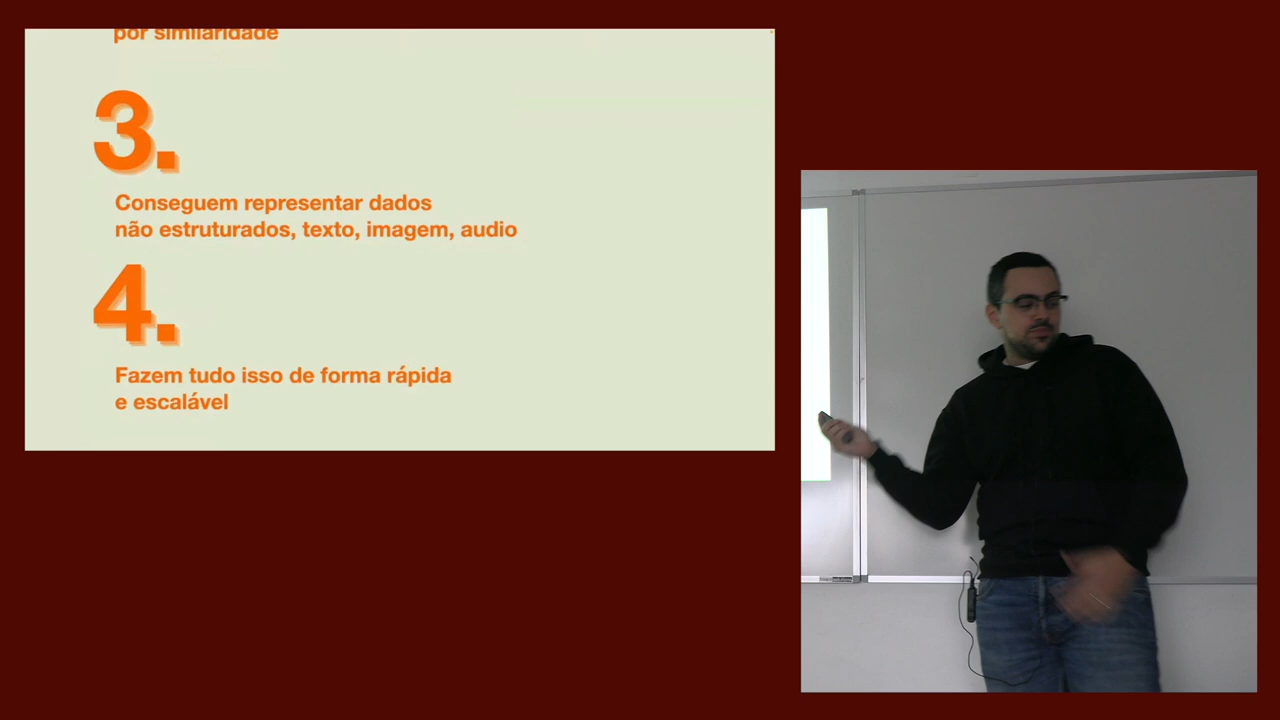 por similaridade
3.
Conseguem representar dados
não estruturados, texto, imagem, audio
4.
Fazem tudo isso de forma rápida
e escalável